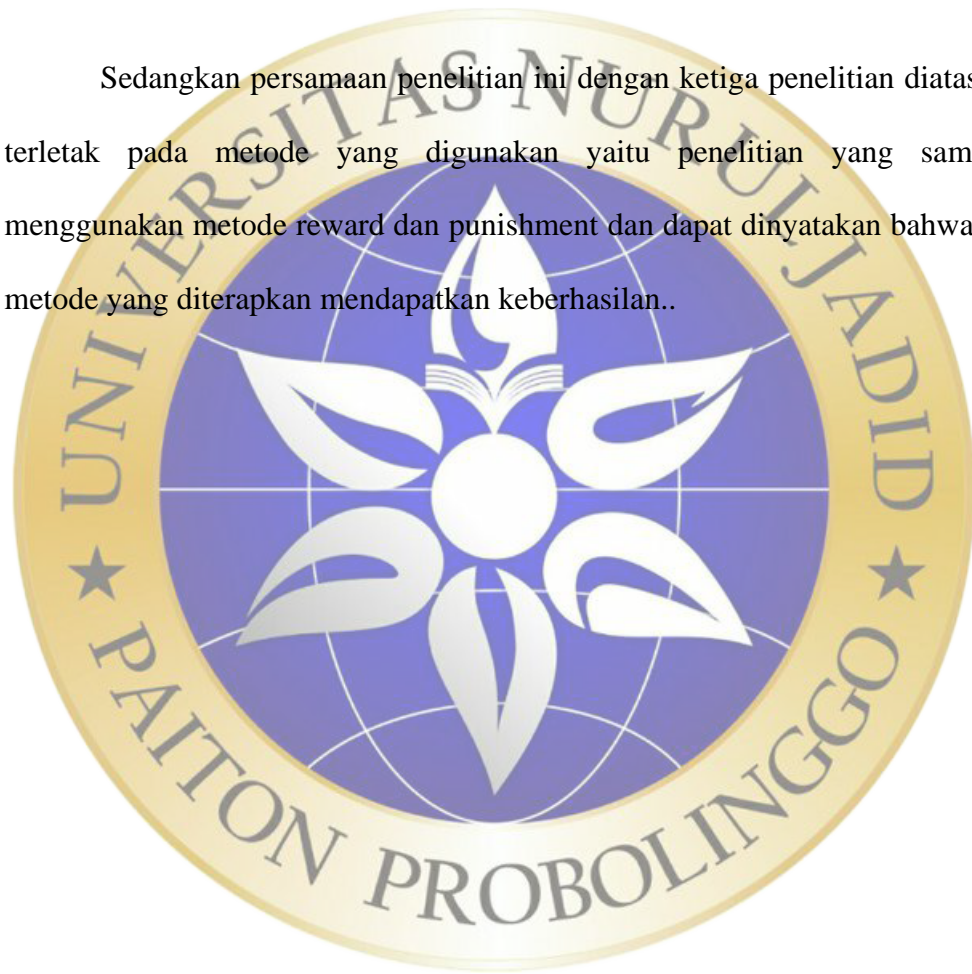 Sedangkan persamaan penelitian ini dengan ketiga penelitian diatas
terletak pada metode yang digunakan yaitu penelitian yang sam
menggunakan metode reward dan punishment dan dapat dinyatakan bahwa
metode yang diterapkan mendapatkan keberhasilan..
UNIVERSITAS NURUL JADID
★ PAITON PROBOLINGGO ★